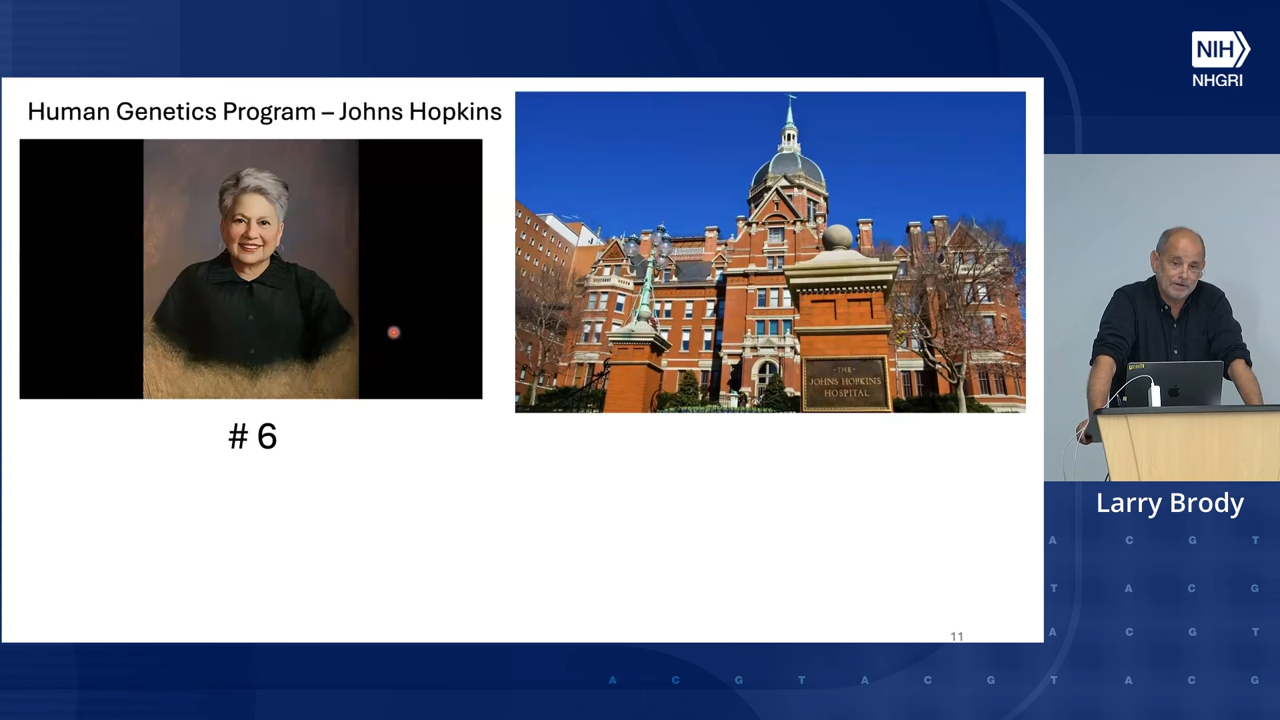 NIH
NHGRI
Human Genetics Program – Johns Hopkins
-THE-
JOHNS HOPKINS
HOSPITAL
# 6
Larry Brody
11
A C G T
T A C G
A C G T
A C G T A C G T A C G